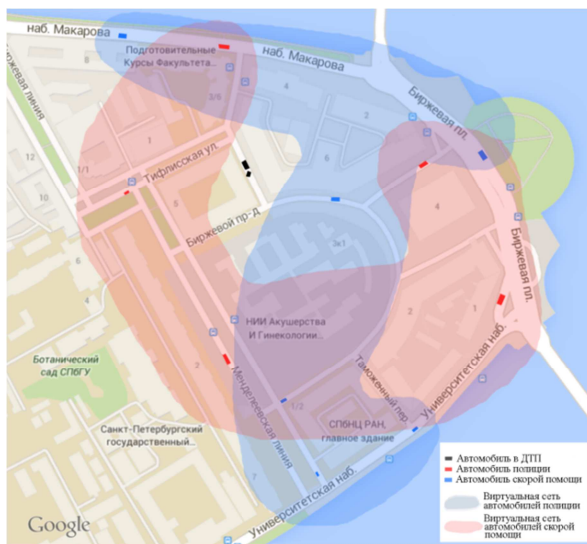 наб. Макарова
Подготовительные
Курсы Факультета...
наб. Макарова
Биржевая пл.
Биржевая линия
Тифлисская ул.
Биржевой пр-д
Биржевая пл.
НИИ Акушерства
И Гинекологии...
Ботанический
сад СПбГУ
Менделеевская линия
Таможенный пер.
Университетская наб.
Санкт-Петербургский
государственный...
СПбНЦ РАН,
главное здание
Университетская наб.
Автомобиль в ДТП
Автомобиль полиции
Автомобиль скорой помощи
Виртуальная сеть
автомобилей полиции
Виртуальная сеть
автомобилей скорой
помощи
Google